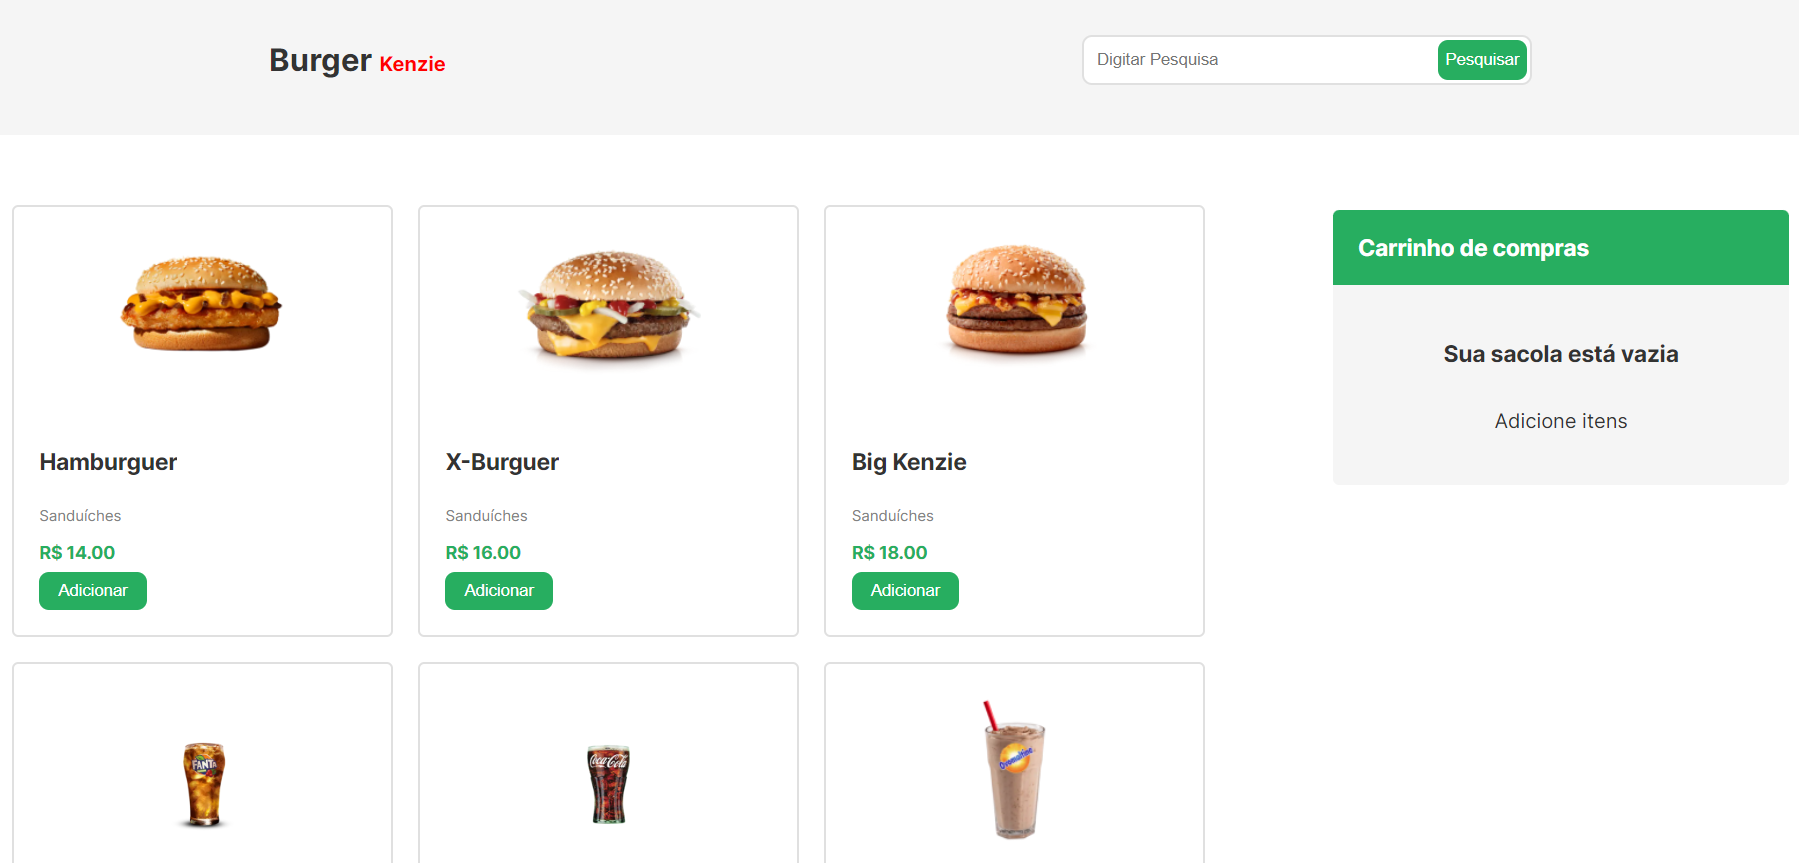 Burger Kenzie
Digitar Pesquisa
Pesquisar
Hamburguer
Sanduíches
R$ 14.00
Adicionar
X-Burguer
Sanduíches
R$ 16.00
Adicionar
Big Kenzie
Sanduíches
R$ 18.00
Adicionar
Carrinho de compras
Sua sacola está vazia
Adicione itens
FANTA
Coca-Cola
Ovomaltine